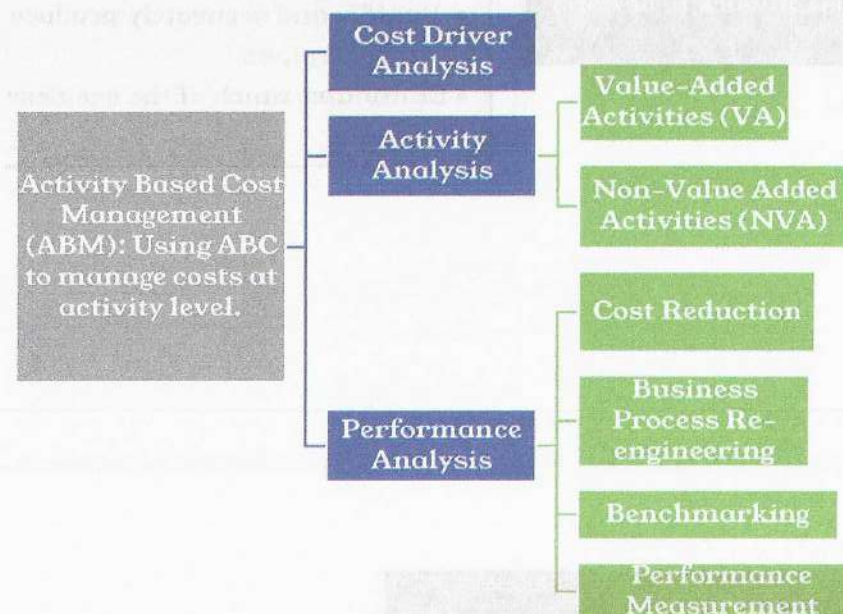 Cost Driver
Analysis
Activity
Analysis
Value-Added
Activities (VA)
Non-Value Added
Activities (NVA)
Activity Based Cost
Management
(ABM): Using ABC
to manage costs at
activity level.
Performance
Analysis
Cost Reduction
Business
Process Re-
engineering
Benchmarking
Performance
Measurement